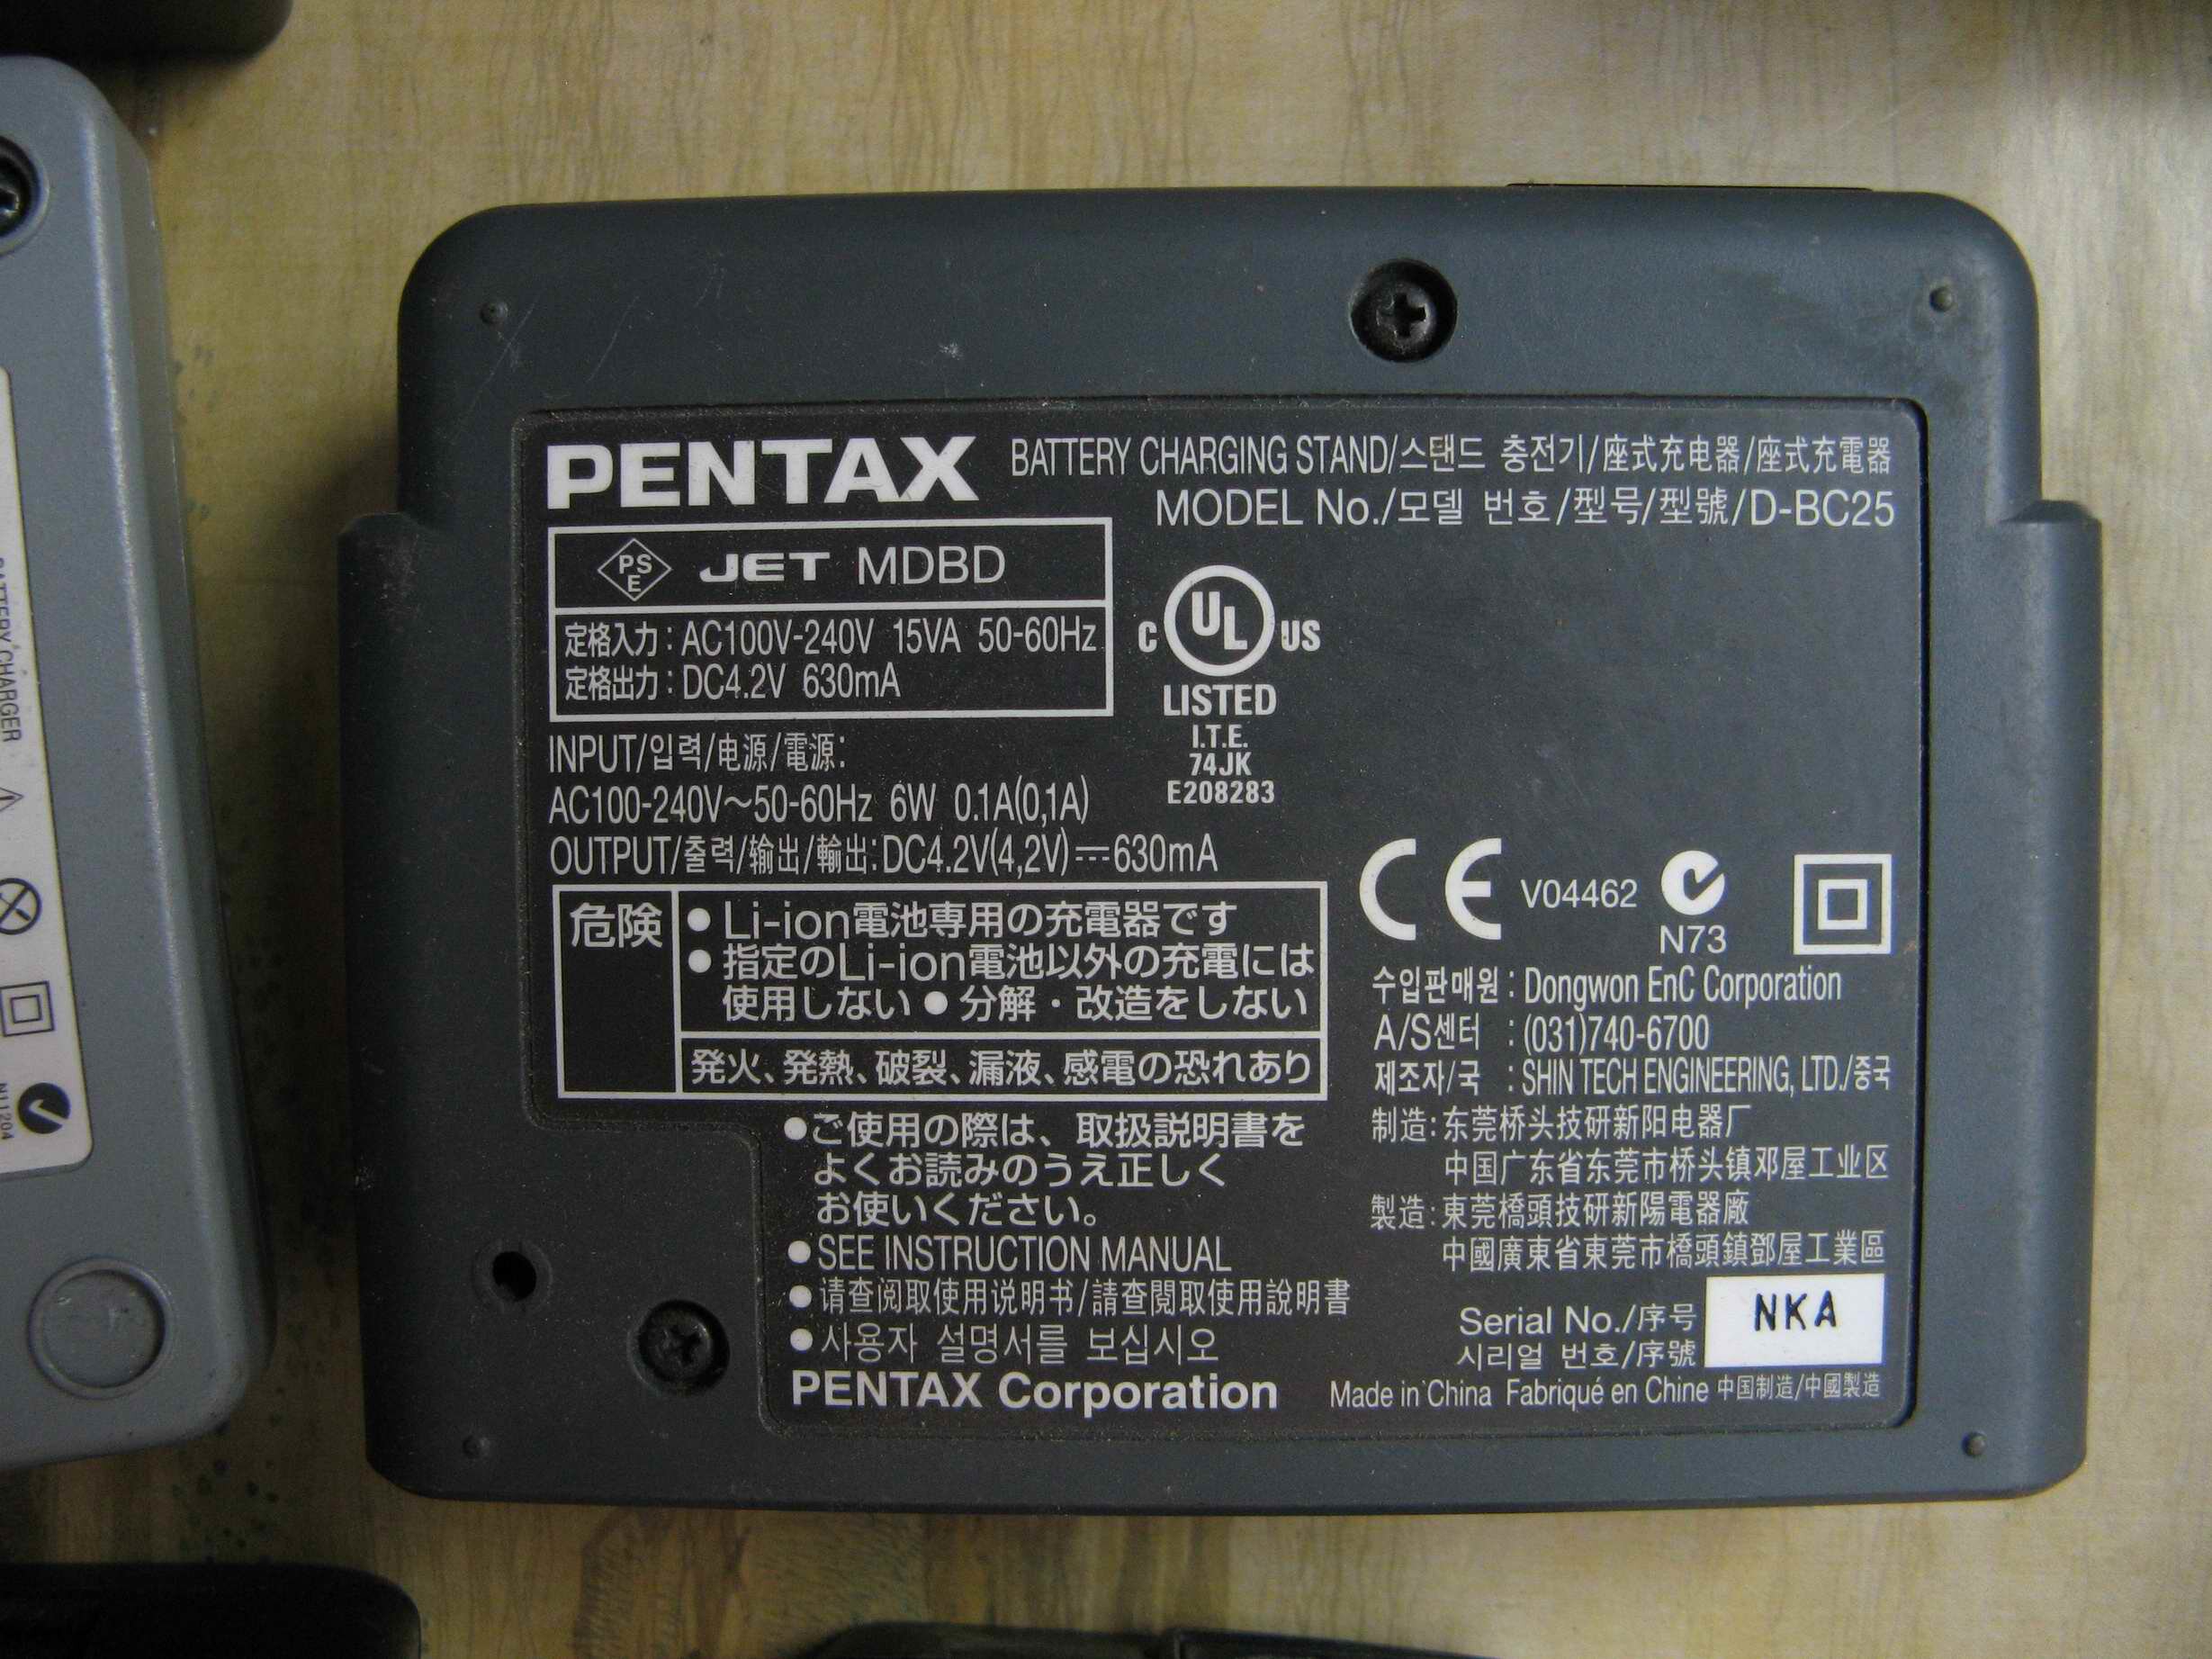 PENTAX BATTERY CHARGING STAND/스탠드 충전기/座式充电器/座式充電器
MODEL No./모델 번호/型号/型號/D-BC25
PS E JET MDBD
定格入力:AC100V-240V 15VA 50-60Hz
定格出力:DC4.2V 630mA
C UL US
LISTED
I.T.E.
74JK
E208283
INPUT/입력/电源/電源:
AC100-240V~50-60Hz 6W 0.1A(0,1A)
OUTPUT/출력/输出/輸出:DC4.2V(4,2V)⎓630mA
危険
● Li-ion電池専用の充電器です
● 指定のLi-ion電池以外の充電には
使用しない ● 分解・改造をしない
発火、発熱、破裂、漏液、感電の恐れあり
●ご使用の際は、取扱説明書を
よくお読みのうえ正しく
お使いください。
● SEE INSTRUCTION MANUAL
● 请查阅取使用说明书/請查閱取使用說明書
● 사용자 설명서를 보십시오
PENTAX Corporation
CE V04462
N73
수입판매원 : Dongwon EnC Corporation
A/S센터 : (031)740-6700
제조자/국 : SHIN TECH ENGINEERING, LTD./중국
制造:东莞桥头技研新阳电器厂
中国广东省东莞市桥头镇邓屋工业区
製造:東莞橋頭技研新陽電器廠
中國廣東省東莞市橋頭鎮鄧屋工業區
Serial No./序号
시리얼 번호/序號
NKA
Made in China Fabriqué en Chine 中国制造/中國製造
BATTERY CHARGER
N11204